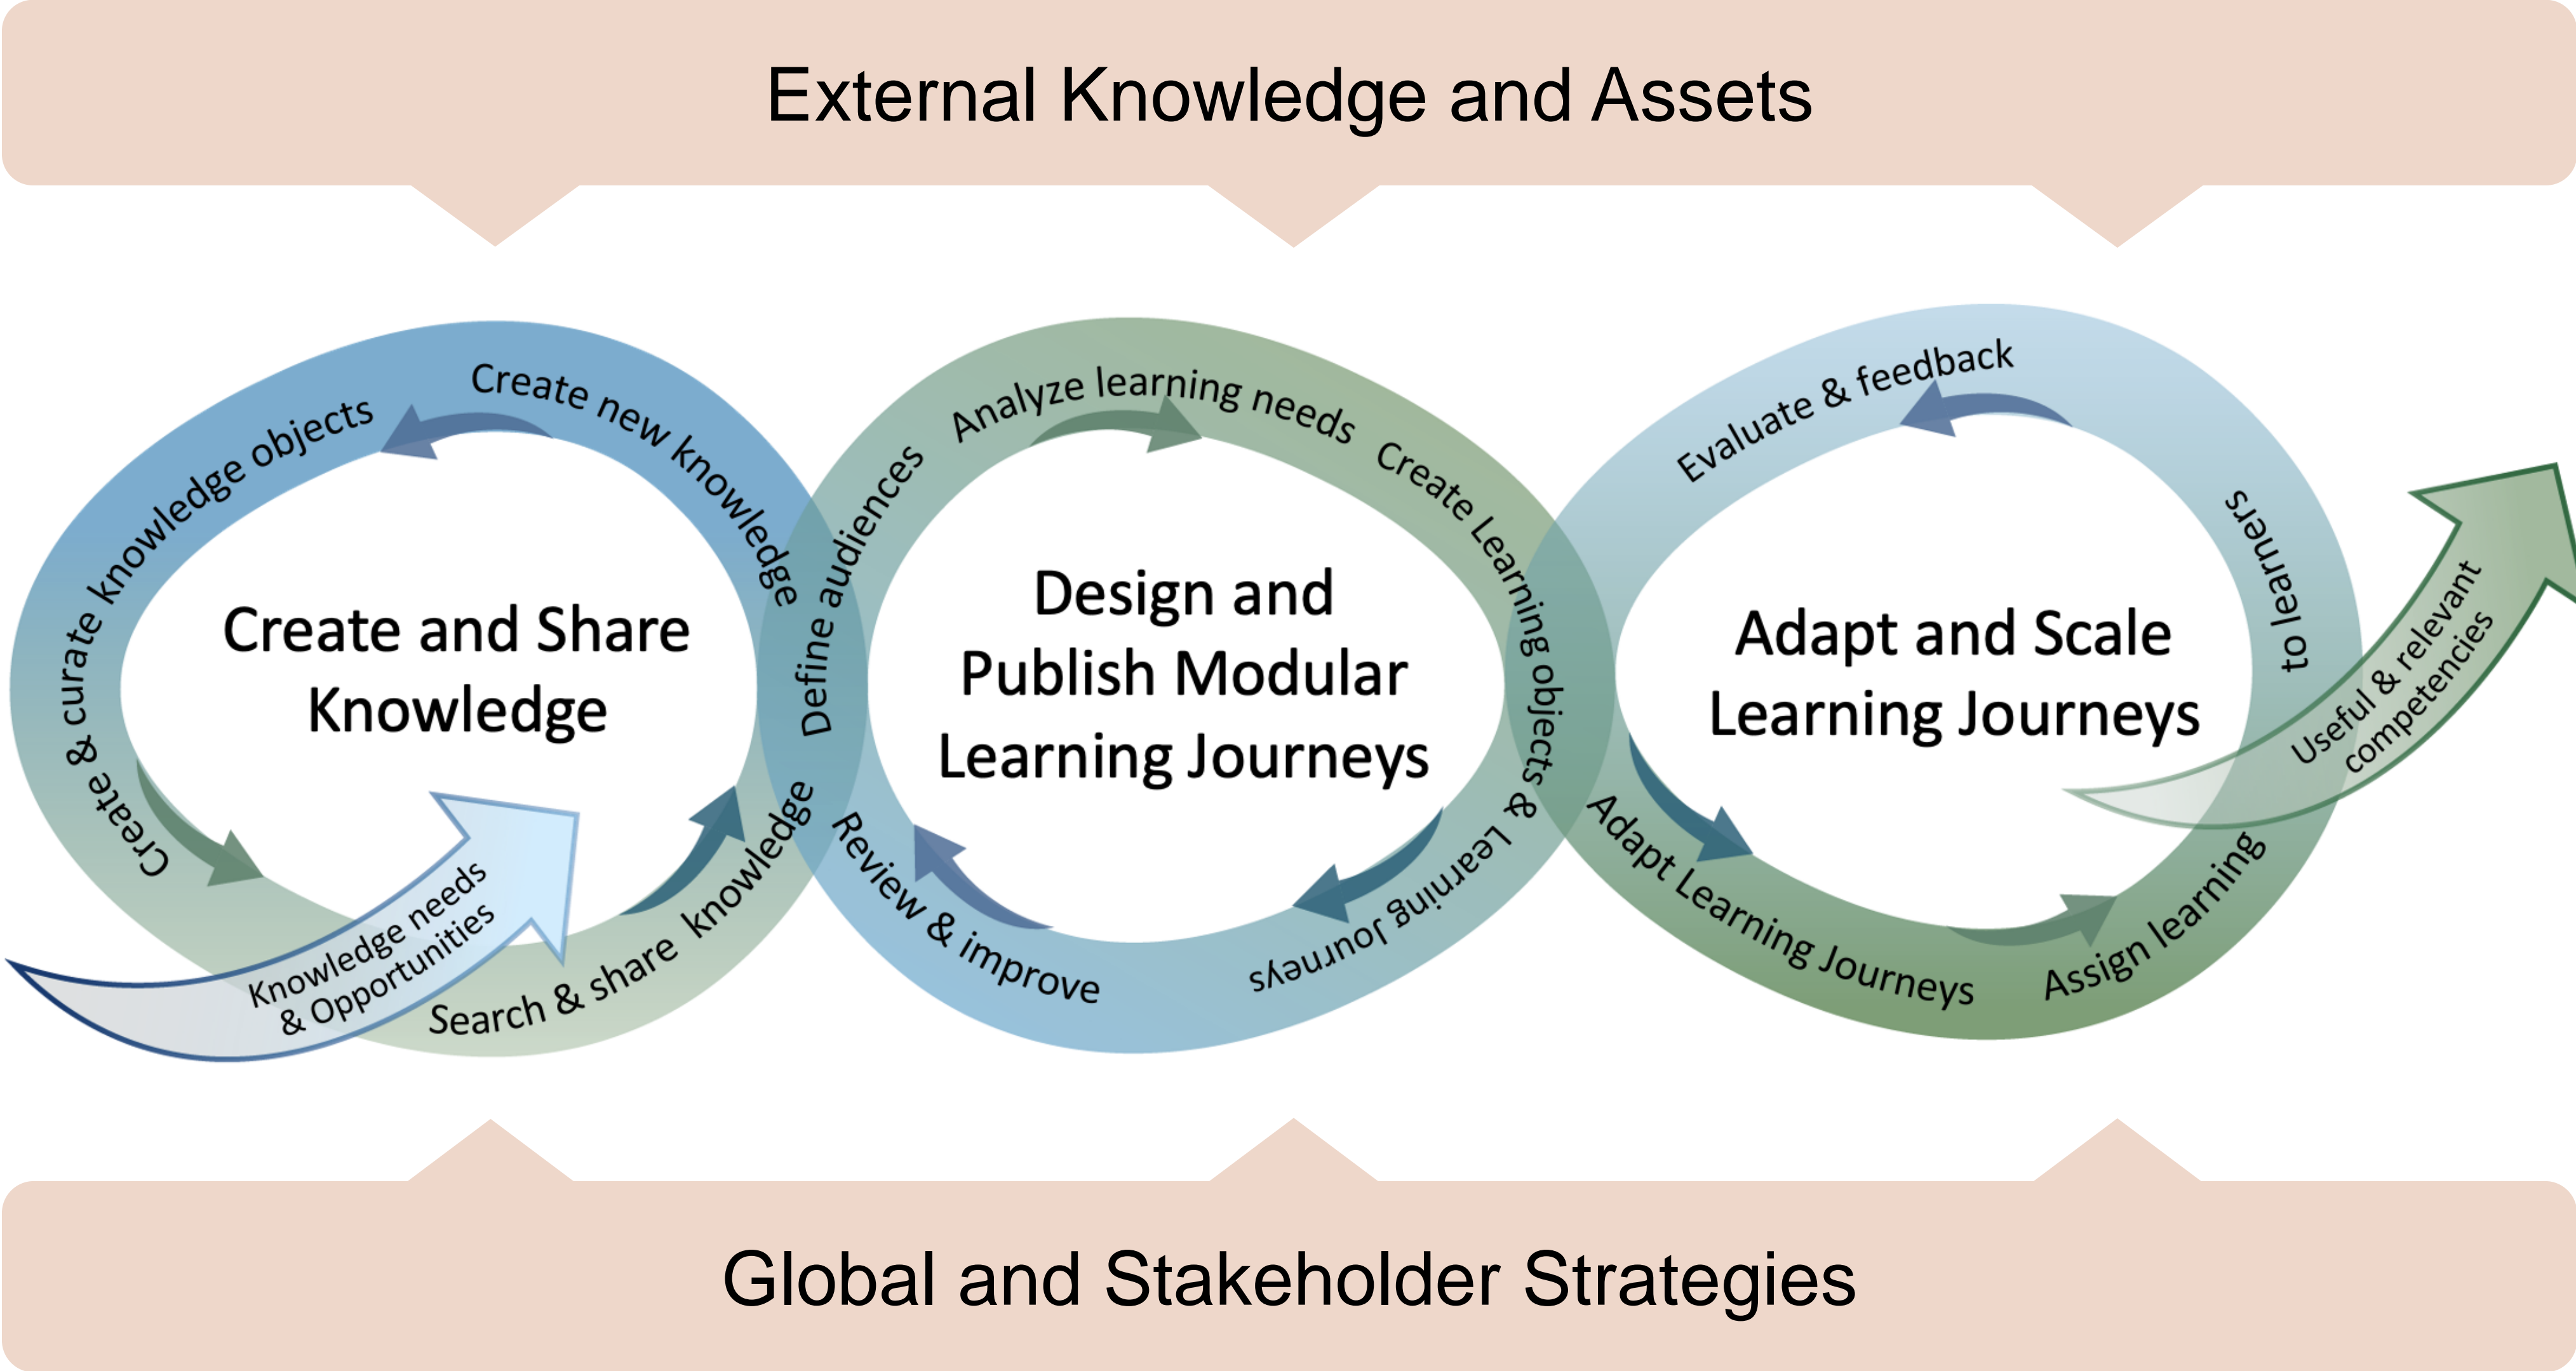 External Knowledge and Assets
Create new knowledge
Create & curate knowledge objects
Search & share knowledge
Create and Share
Knowledge
Knowledge needs
& Opportunities
Define audiences
Analyze learning needs
Create Learning objects & Learning Journeys
Review & improve
Design and
Publish Modular
Learning Journeys
Evaluate & feedback
Adapt Learning Journeys
Assign learning
to learners
Adapt and Scale
Learning Journeys
Useful & relevant
competencies
Global and Stakeholder Strategies